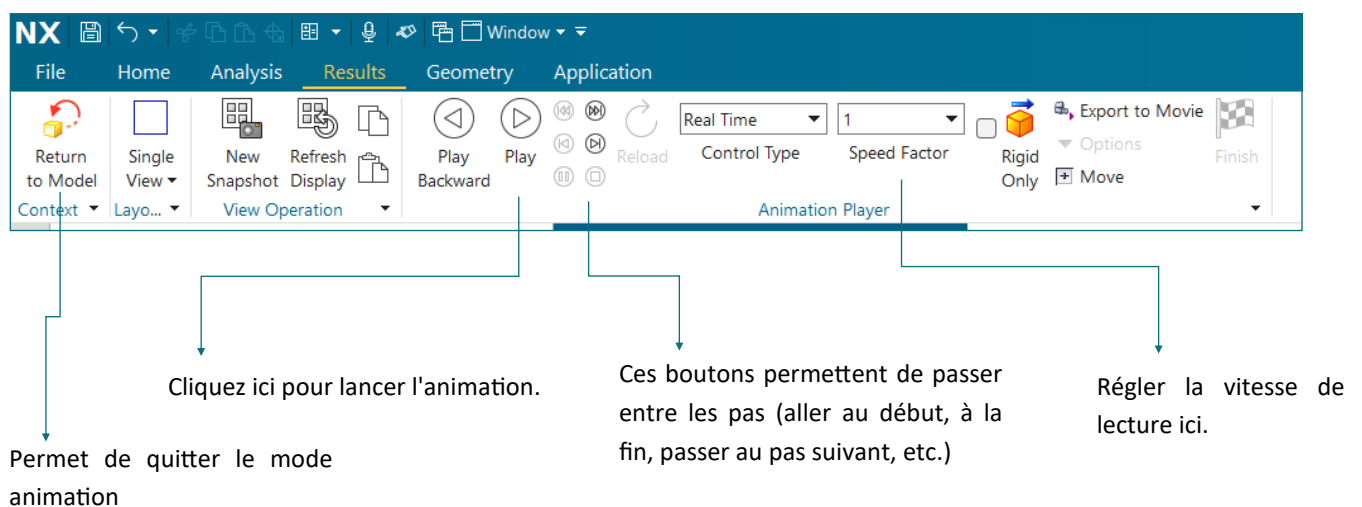 NX Window
File Home Analysis Results Geometry Application
Real Time 1 Export to Movie
Return Single New Refresh Play Play Reload Control Type Speed Factor Rigid Options Finish
to Model View Snapshot Display Backward Only Move
Context Layo... View Operation Animation Player
Cliquez ici pour lancer l'animation.
Ces boutons permettent de passer
entre les pas (aller au début, à la
fin, passer au pas suivant, etc.)
Régler la vitesse de
lecture ici.
Permet de quitter le mode
animation